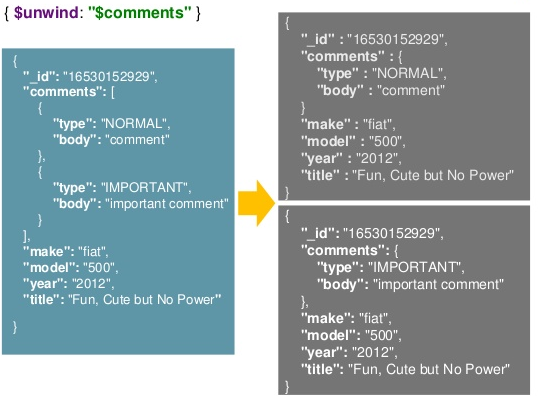 { $unwind: "$comments" }
{
"_id": "16530152929",
"comments": [
{
"type": "NORMAL",
"body": "comment"
},
{
"type": "IMPORTANT",
"body": "important comment"
}
],
"make": "fiat",
"model": "500",
"year": "2012",
"title": "Fun, Cute but No Power"
}
{
"_id" : "16530152929",
"comments" : {
"type" : "NORMAL",
"body" : "comment"
}
"make" : "fiat",
"model" : "500",
"year" : "2012",
"title" : "Fun, Cute but No Power"
}
{
"_id": "16530152929",
"comments": {
"type": "IMPORTANT",
"body": "important comment"
},
"make": "fiat",
"model": "500",
"year": "2012",
"title": "Fun, Cute but No Power"
}